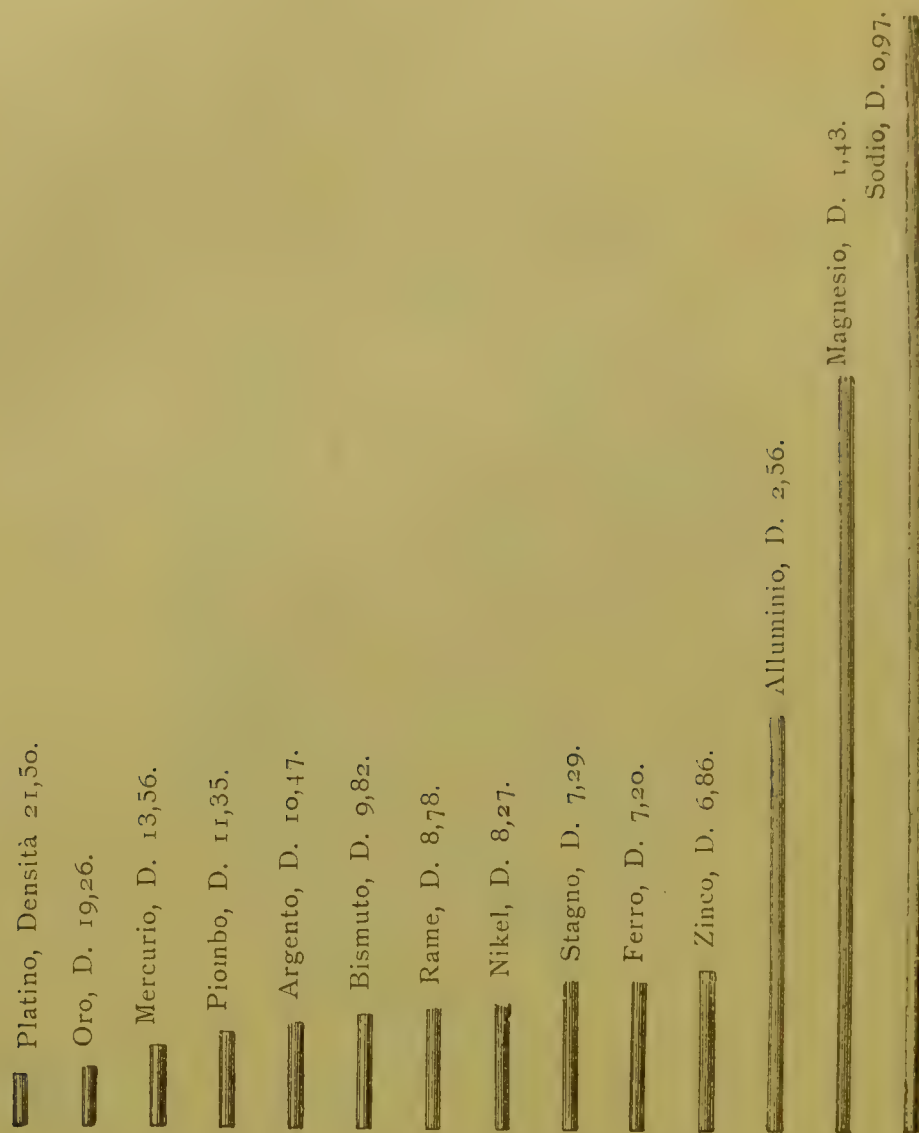 Platino, Densità 21,50.
Oro, D. 19,26.
Mercurio, D. 13,56.
Piombo, D. 11,35.
Argento, D. 10,47.
Bismuto, D. 9,82.
Rame, D. 8,78.
Nikel, D. 8,27.
Stagno, D. 7,29.
Ferro, D. 7,20.
Zinco, D. 6,86.
Alluminio, D. 2,56.
Magnesio, D. 1,43.
Sodio, D. 0,97.